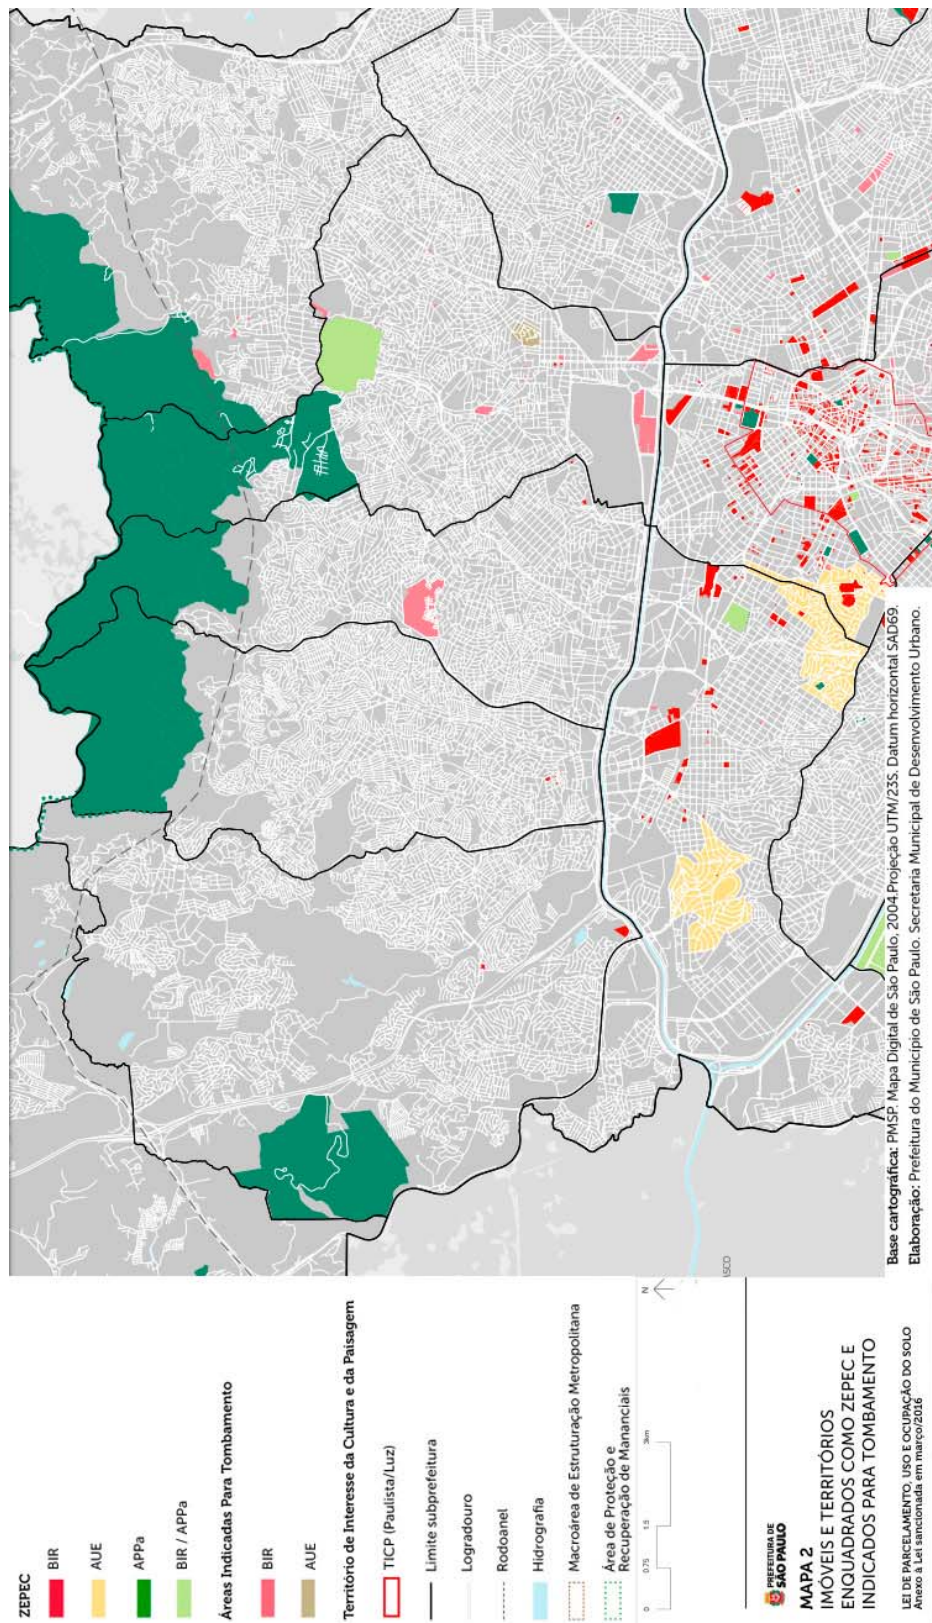 ZEPEC
BIR
AUE
APPa
BIR / APPa
Áreas Indicadas Para Tombamento
BIR
AUE
Território de Interesse da Cultura e da Paisagem
TICP (Paulista/Luz)
Limite subprefeitura
Logradouro
Rodoanel
Hidrografia
Macroárea de Estruturação Metropolitana
Área de Proteção e
Recuperação de Mananciais
N
0 0.75 1.5 3km
PREFEITURA DE
SÃO PAULO
MAPA 2
IMÓVEIS E TERRITÓRIOS
ENQUADRADOS COMO ZEPEC E
INDICADOS PARA TOMBAMENTO
LEI DE PARCELAMENTO, USO E OCUPAÇÃO DO SOLO
Anexo à Lei sancionada em março/2016
ASCO
Base cartográfica: PMSP. Mapa Digital de São Paulo, 2004.Projeção UTM/23S. Datum horizontal SAD69.
Elaboração: Prefeitura do Município de São Paulo. Secretaria Municipal de Desenvolvimento Urbano.